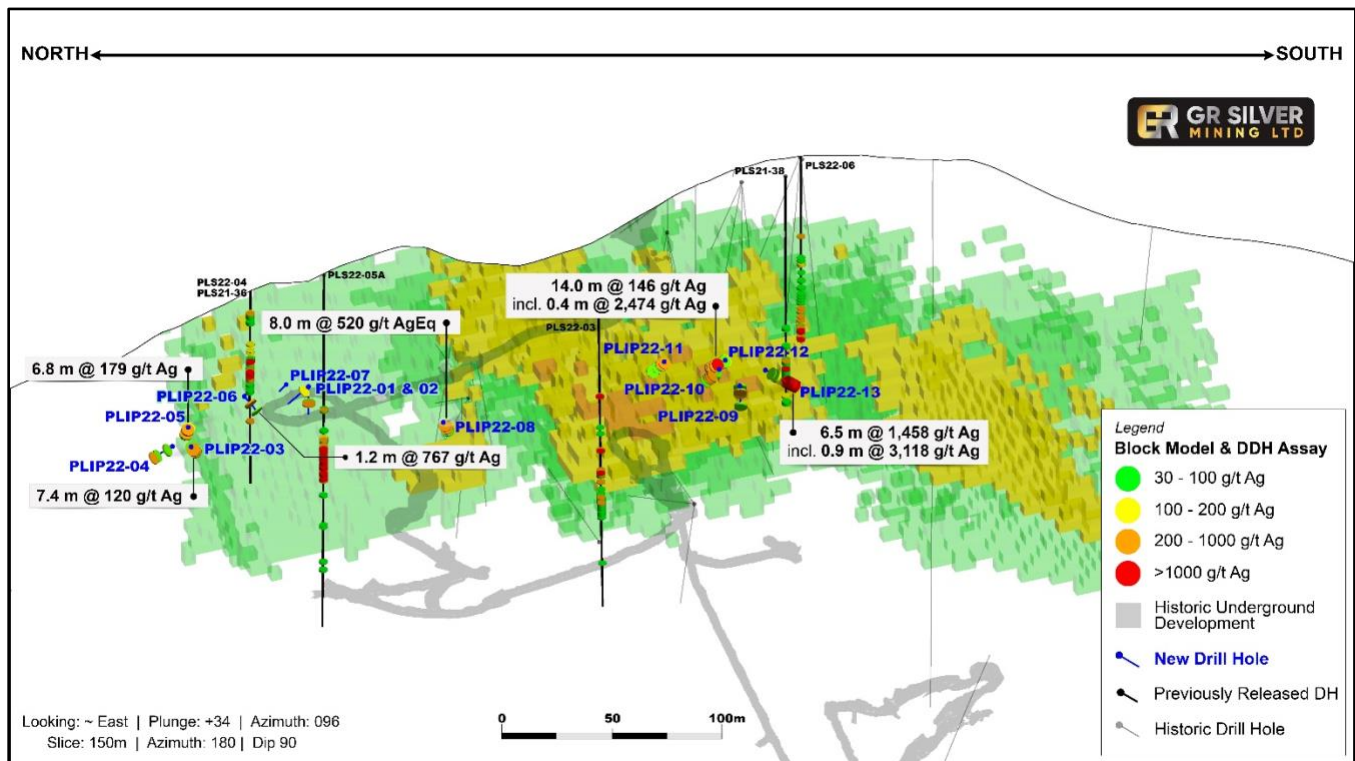 NORTH
SOUTH
GR SILVER
MINING LTD
PLS21-38
PLS22-06
PLS22-04
PLS21-36
PLS22-05A
14.0 m @ 146 g/t Ag
incl. 0.4 m @ 2,474 g/t Ag
8.0 m @ 520 g/t AgEq
PLS22-03
6.8 m @ 179 g/t Ag
PLIP22-11
PLIP22-12
PLIP22-07
PLIP22-01 & 02
PLIP22-06
PLIP22-10
PLIP22-13
PLIP22-05
PLIP22-09
PLIP22-08
PLIP22-03
PLIP22-04
1.2 m @ 767 g/t Ag
6.5 m @ 1,458 g/t Ag
incl. 0.9 m @ 3,118 g/t Ag
7.4 m @ 120 g/t Ag
Legend
Block Model & DDH Assay
30 - 100 g/t Ag
100 - 200 g/t Ag
200 - 1000 g/t Ag
>1000 g/t Ag
Historic Underground
Development
New Drill Hole
Previously Released DH
Historic Drill Hole
Looking: ~ East | Plunge: +34 | Azimuth: 096
Slice: 150m | Azimuth: 180 | Dip 90
0 50 100m